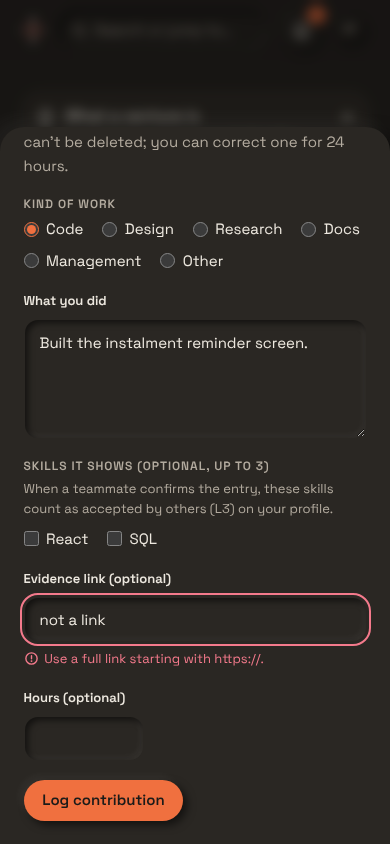 can't be deleted; you can correct one for 24
hours.
KIND OF WORK
Code Design Research Docs
Management Other
What you did
Built the instalment reminder screen.
SKILLS IT SHOWS (OPTIONAL, UP TO 3)
When a teammate confirms the entry, these skills
count as accepted by others (L3) on your profile.
React SQL
Evidence link (optional)
not a link
Use a full link starting with https://.
Hours (optional)
Log contribution